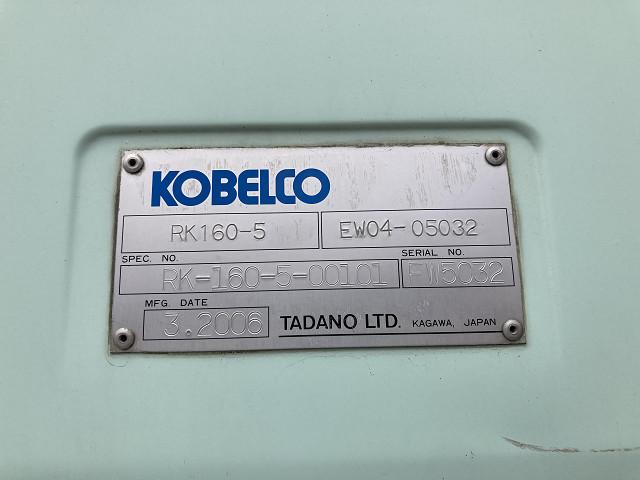 KOBELCO
RK160-5 EW04-05032
SPEC. NO. SERIAL NO.
RK-160-5-00101 EW5032
MFG. DATE
3.2006 TADANO LTD. KAGAWA, JAPAN